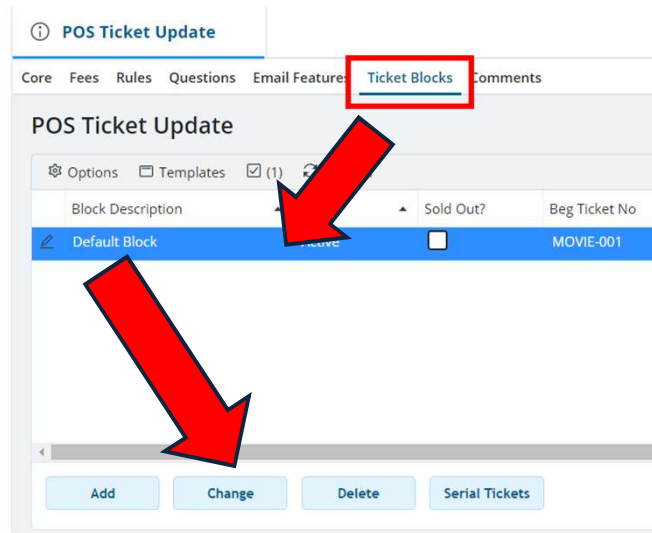 POS Ticket Update
Core Fees Rules Questions Email Features Ticket Blocks Comments
POS Ticket Update
Options Templates (1)
Block Description Sold Out? Beg Ticket No
Default Block Active MOVIE-001
Add Change Delete Serial Tickets